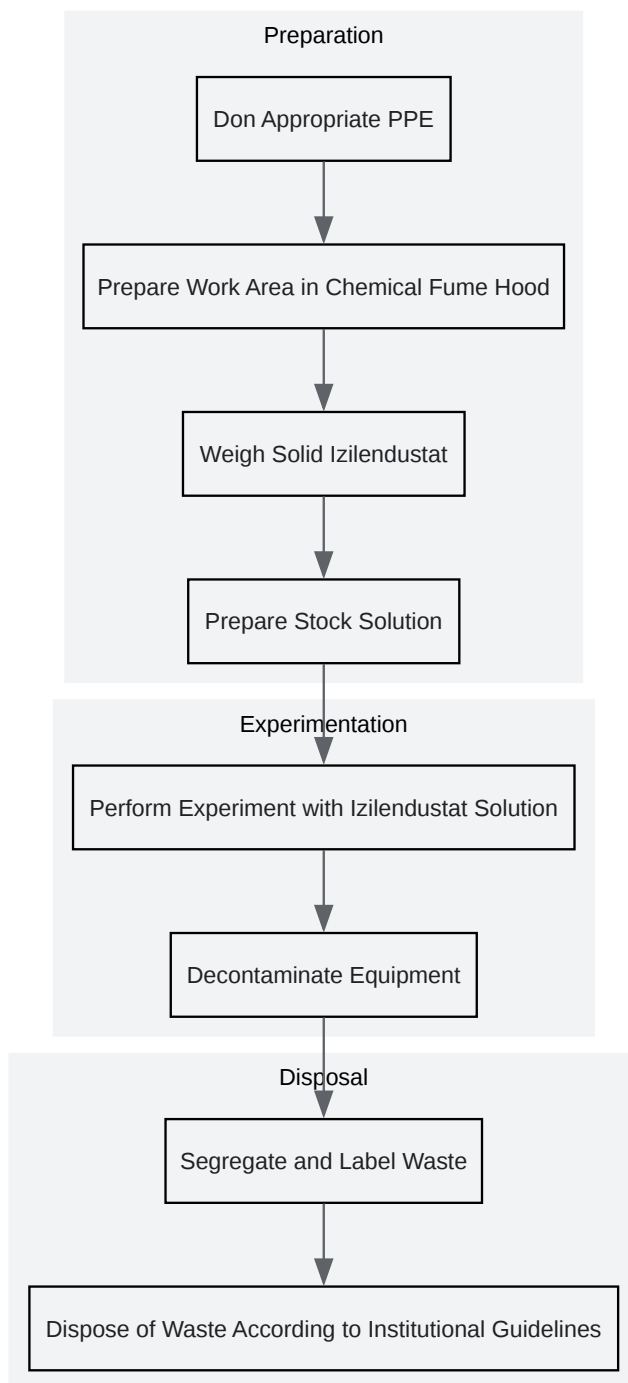 Preparation
Don Appropriate PPE
Prepare Work Area in Chemical Fume Hood
Weigh Solid Izilendustat
Prepare Stock Solution
Experimentation
Perform Experiment with Izilendustat Solution
Decontaminate Equipment
Disposal
Segregate and Label Waste
Dispose of Waste According to Institutional Guidelines